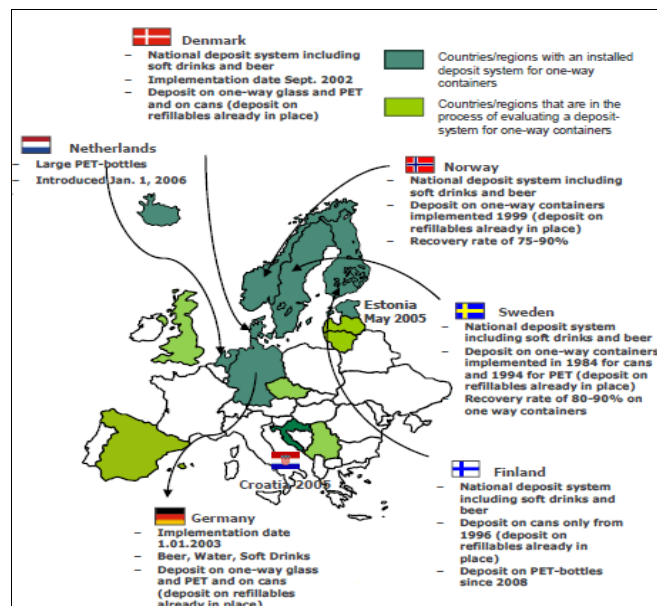 Denmark
– National deposit system including
soft drinks and beer
– Implementation date Sept. 2002
– Deposit on one-way glass and PET
and on cans (deposit on
refillables already in place)
Countries/regions with an installed
deposit system for one-way
containers
Countries/regions that are in the
process of evaluating a deposit-
system for one-way containers
Netherlands
– Large PET-bottles
– Introduced Jan. 1, 2006
Norway
– National deposit system including
soft drinks and beer
– Deposit on one-way containers
implemented 1999 (deposit on
refillables already in place)
– Recovery rate of 75-90%
Estonia
May 2005
Sweden
– National deposit system
including soft drinks and beer
– Deposit on one-way containers
implemented in 1984 for cans
and 1994 for PET (deposit on
refillables already in place)
– Recovery rate of 80-90% on
one way containers
Croatia 2005
Finland
– National deposit system
including soft drinks and
beer
– Deposit on cans only from
1996 (deposit on
refillables already in
place)
– Deposit on PET-bottles
since 2008
Germany
– Implementation date
1.01.2003
– Beer, Water, Soft Drinks
– Deposit on one-way glass
and PET and on cans
(deposit on refillables
already in place)